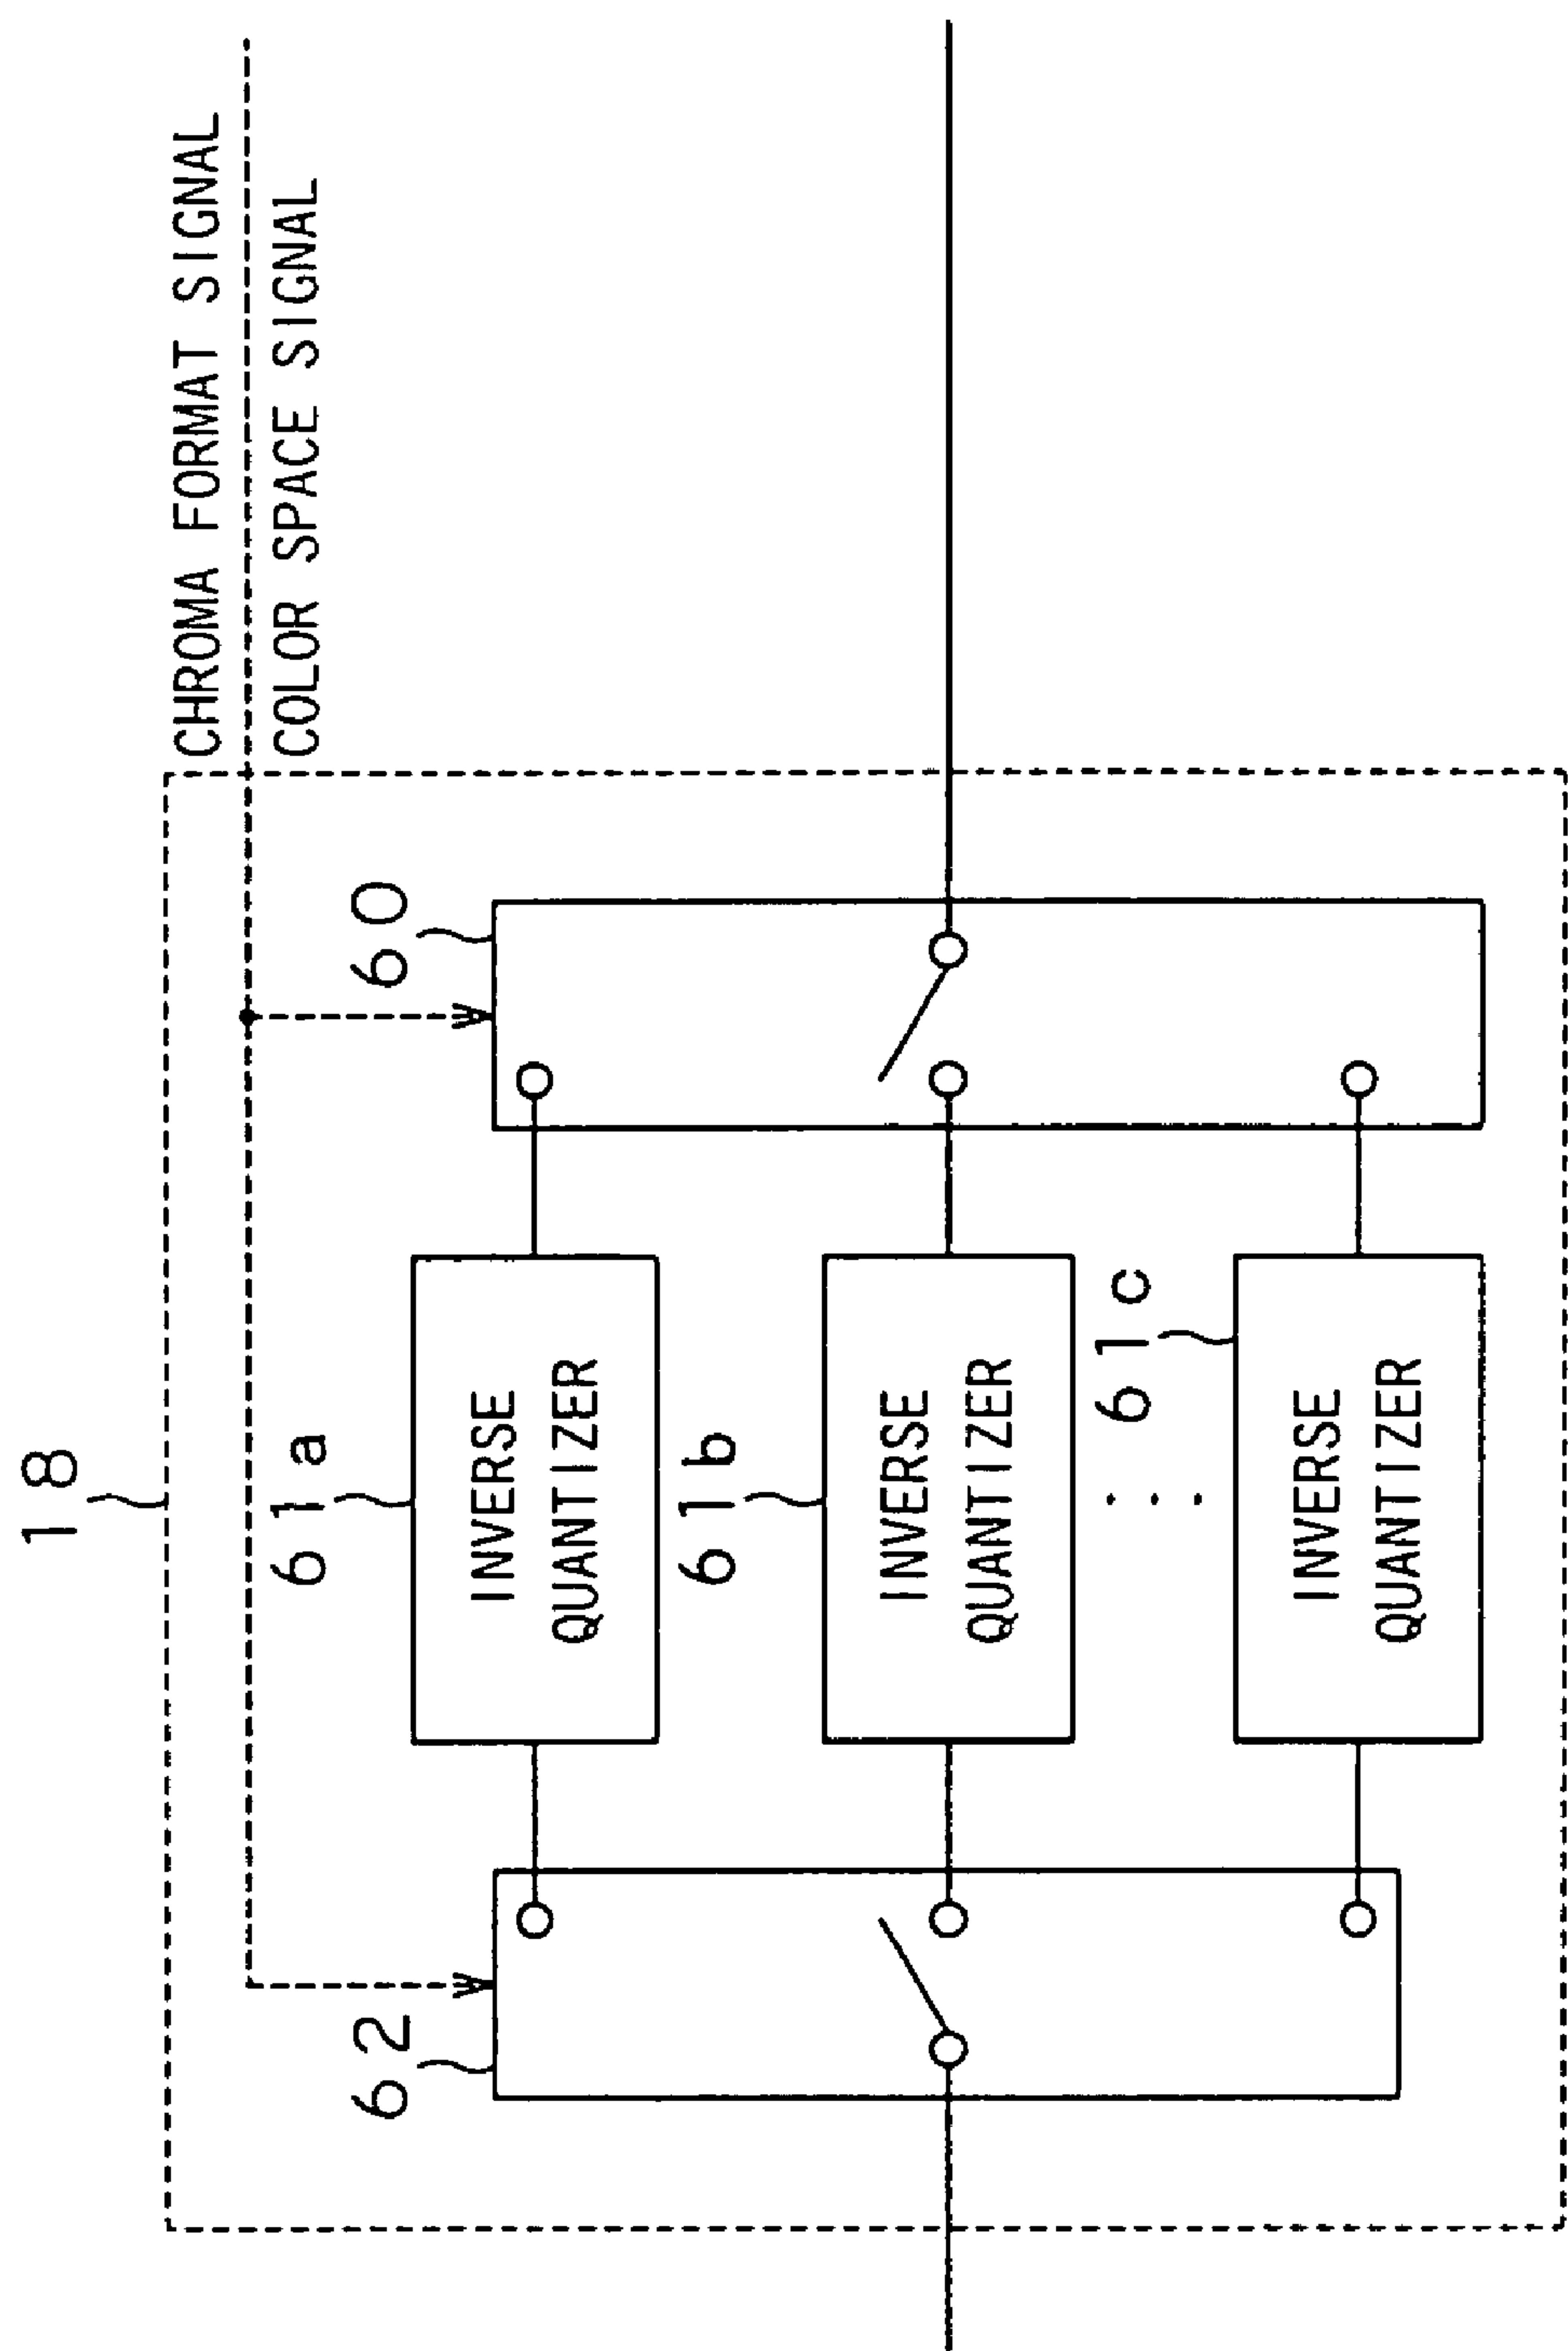 18
CHROMA FORMAT SIGNAL
COLOR SPACE SIGNAL
62
61a
60
INVERSE
QUANTIZER
61b
INVERSE
QUANTIZER
61c
INVERSE
QUANTIZER